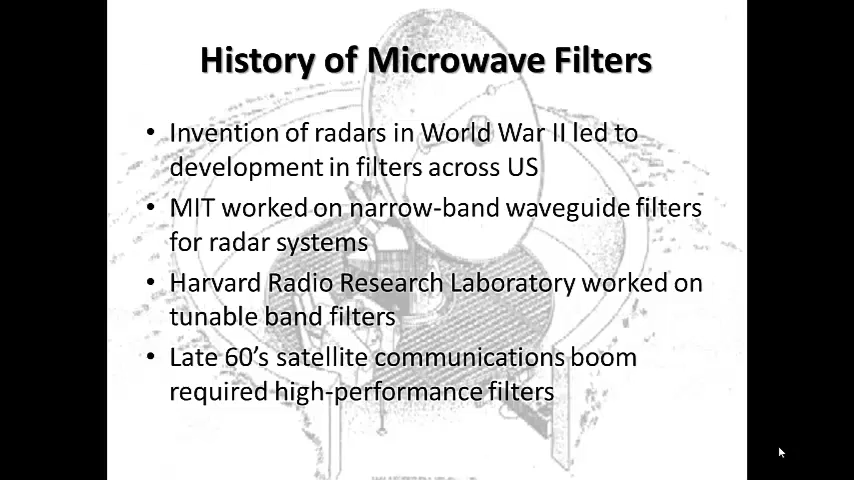 History of Microwave Filters
• Invention of radars in World War II led to
development in filters across US
• MIT worked on narrow-band waveguide filters
for radar systems
• Harvard Radio Research Laboratory worked on
tunable band filters
• Late 60's satellite communications boom
required high-performance filters